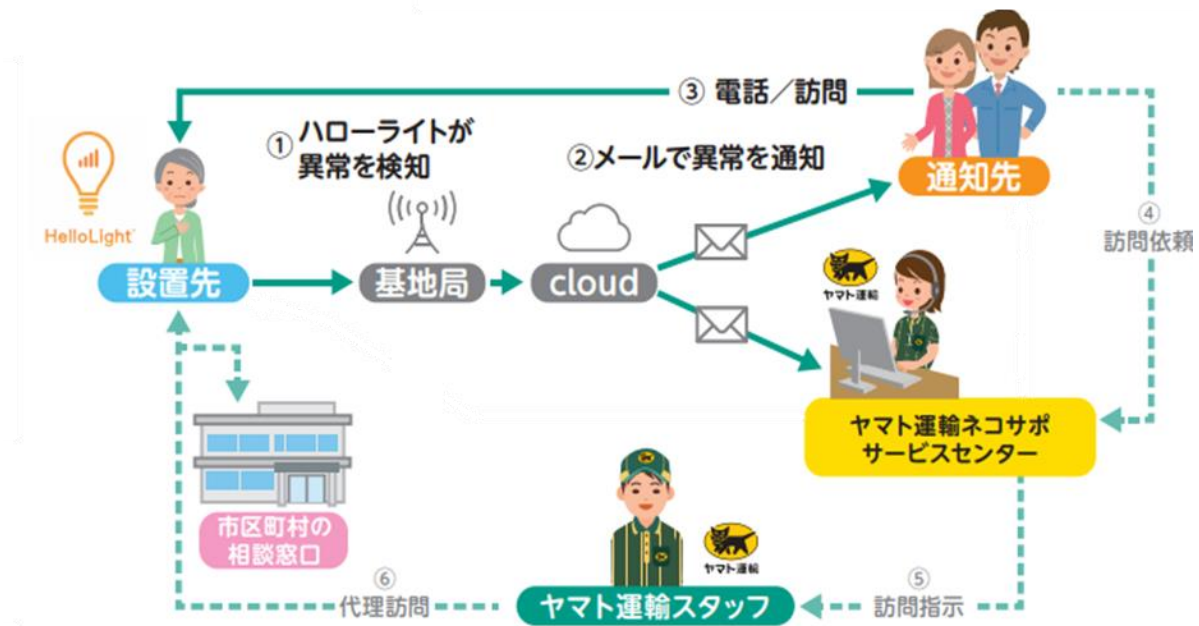 ③ 電話／訪問
① ハローライトが
異常を検知
②メールで異常を通知
通知先
HelloLight
④
訪問依頼
設置先
基地局
cloud
ヤマト運輸
ヤマト運輸ネコサポ
サービスセンター
市区町村の
相談窓口
ヤマト運輸
⑥
代理訪問
ヤマト運輸スタッフ
⑤
訪問指示